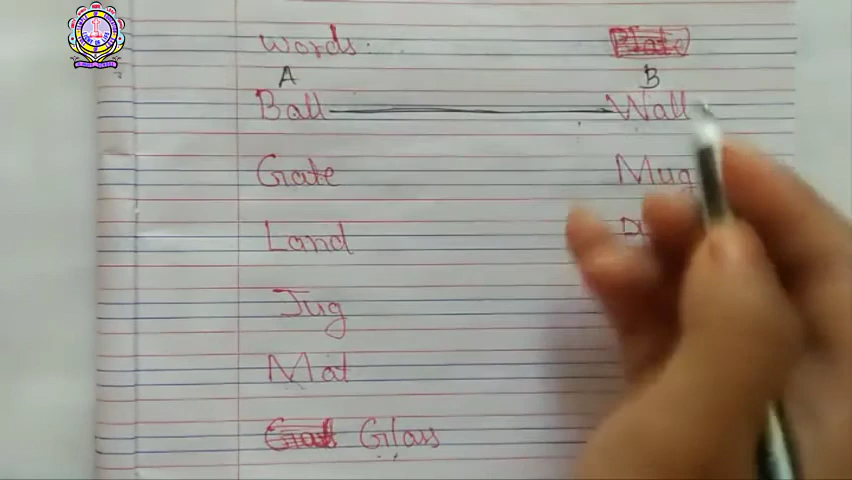 Words.
A B
Ball Wall
Gate Mug
Land
Jug
Mat
Glass